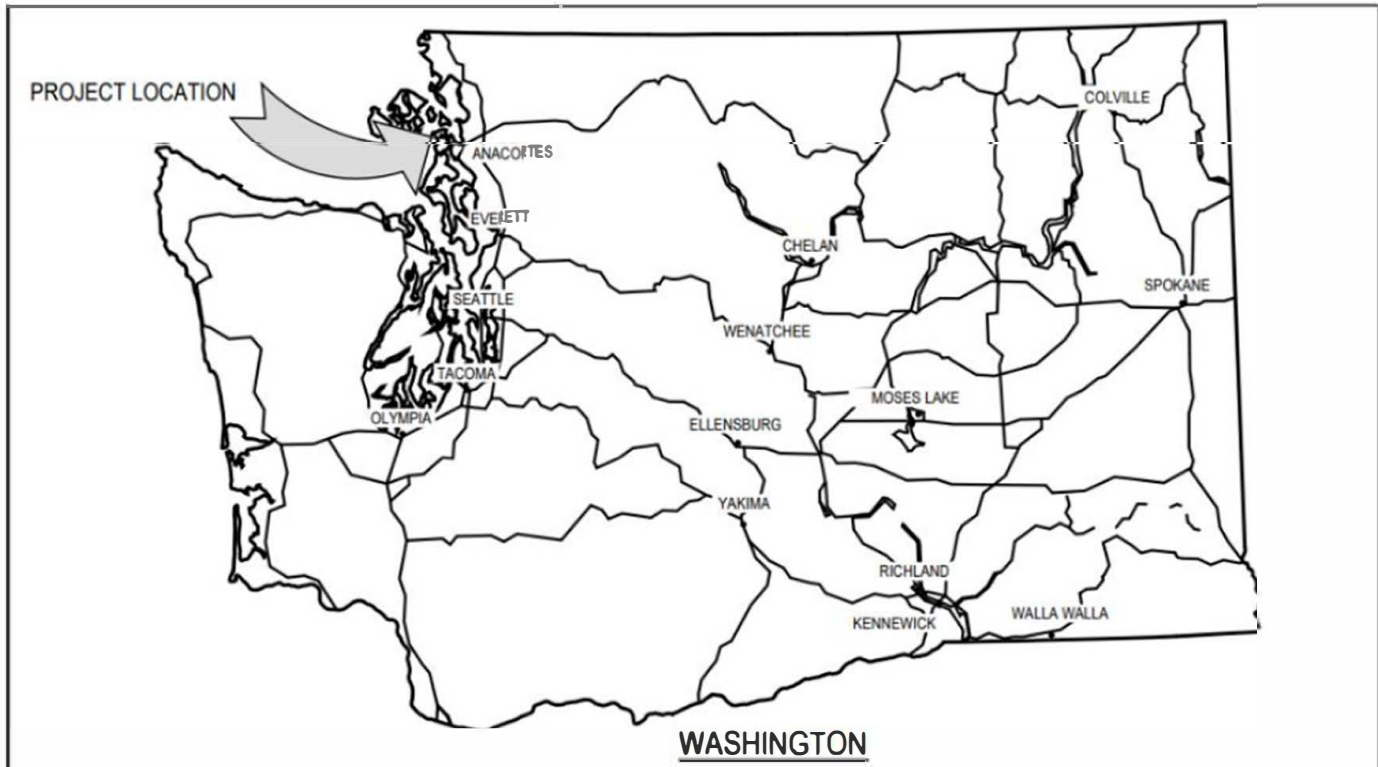 COLVILLE
PROJECT LOCATION
ANACORTES
EVERETT
CHELAN
SPOKANE
SEATTLE
WENATCHEE
TACOMA
MOSES LAKE
OLYMPIA
ELLENSBURG
YAKIMA
RICHLAND
WALLA WALLA
KENNEWICK
WASHINGTON